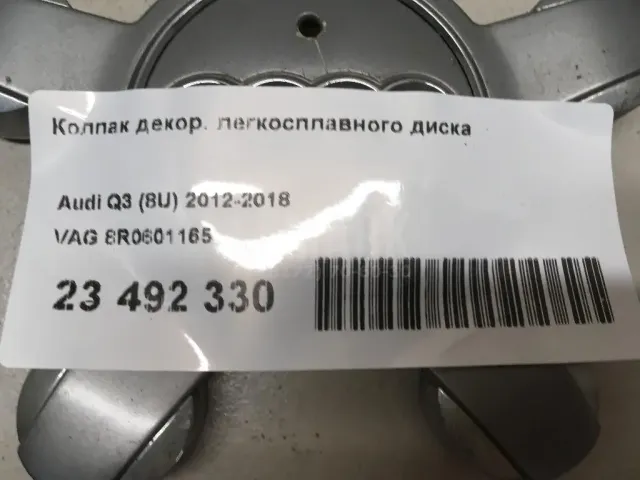 Колпак декор. легкосплавного диска
Audi Q3 (8U) 2012-2018
VAG 8R0601165
23 492 330